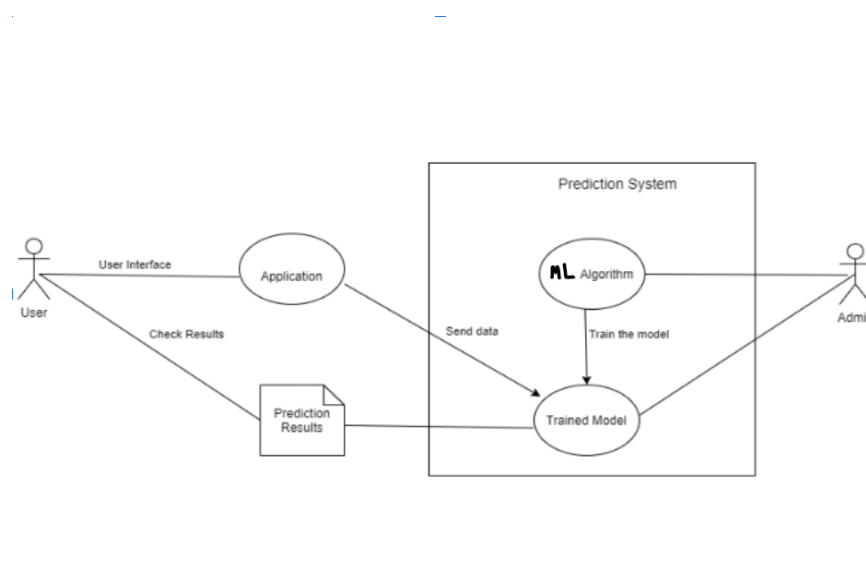 Prediction System
User Interface
Application
ML Algorithm
User
Admi
Check Results
Send data
Train the model
Prediction
Results
Trained Model